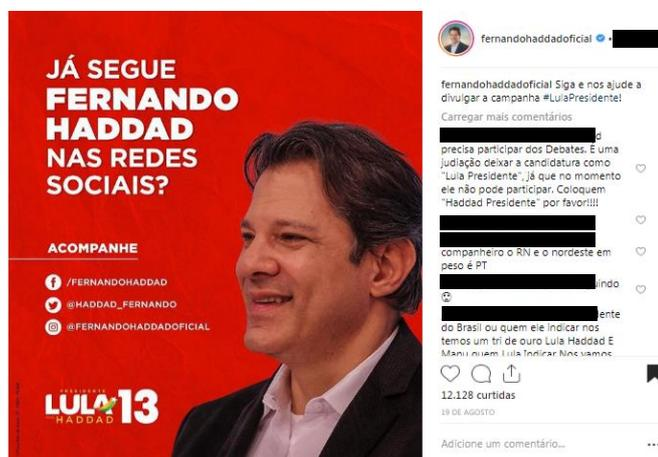 JÁ SEGUE
FERNANDO
HADDAD
NAS REDES
SOCIAIS?
ACOMPANHE
/FERNANDOHADDAD
@HADDAD_FERNANDO
@FERNANDOHADDADOFICIAL
PRESIDENTE
LULA 13
HADDAD
fernandohaddadoficial •
fernandohaddadoficial Siga e nos ajude a
divulgar a campanha #LulaPresidente!
Carregar mais comentários
d
precisa participar dos Debates. E uma
judiação deixar a candidatura como
"Lula Presidente", já que no momento
ele não pode participar. Coloquem
"Haddad Presidente" por favor!!!!
companheiro o RN e o nordeste em
peso é PT
uindo
dente
do Brasil ou quem ele indicar nos
temos um tri de ouro Lula Haddad E
Manu quem Lula Indicar Nos vamos
12.128 curtidas
19 DE AGOSTO
Adicione um comentário...